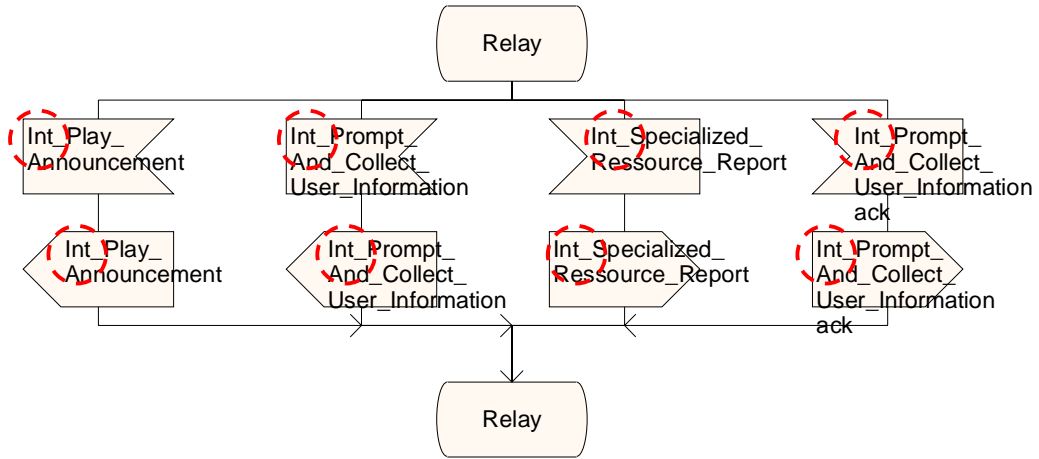 Relay
Int_Play_
Announcement
Int_Prompt_
And_Collect_
User_Information
Int_Specialized_
Ressource_Report
Int_Prompt_
And_Collect_
User_Information
ack
Int_Play_
Announcement
Int_Prompt_
And_Collect_
User_Information
Int_Specialized_
Ressource_Report
Int_Prompt_
And_Collect_
User_Information
ack
Relay